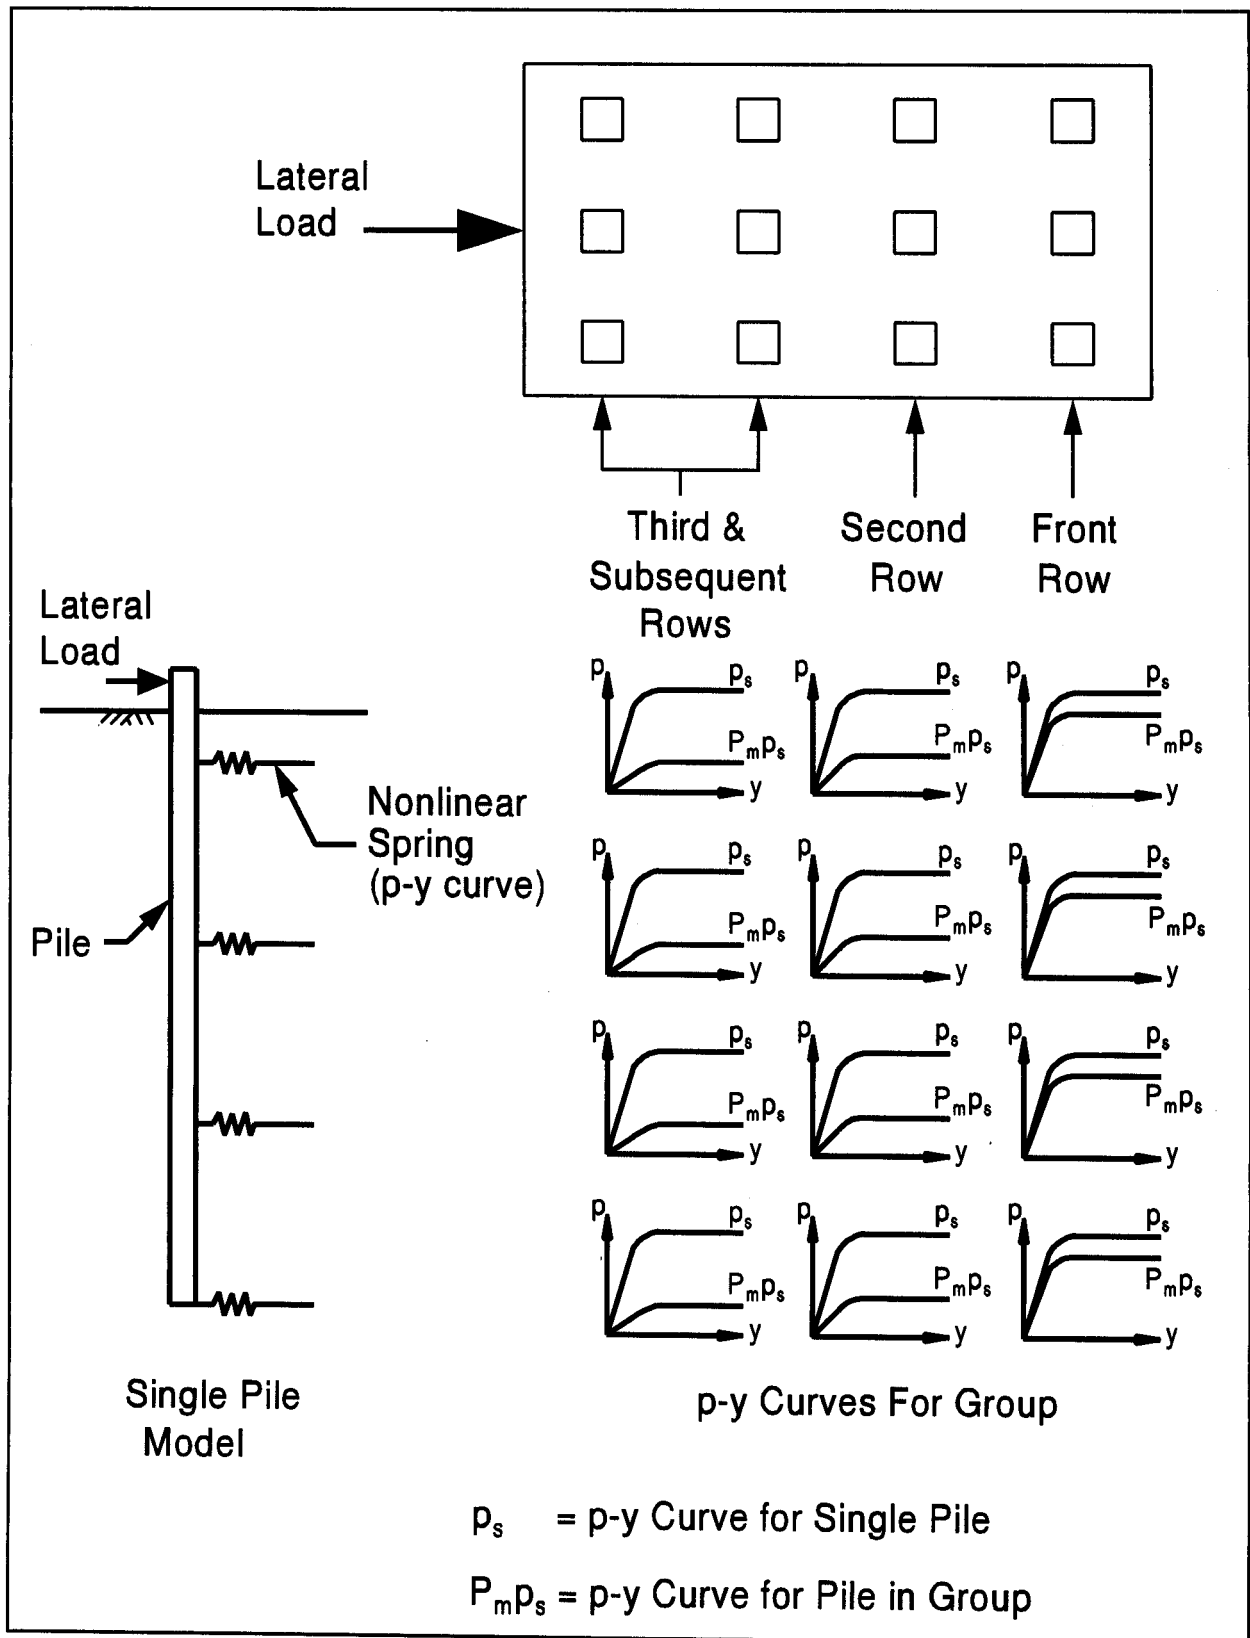 Lateral
Load
Third &
Subsequent
Rows
Second
Row
Front
Row
Lateral
Load
Nonlinear
Spring
(p-y curve)
Pile
p
ps
Pmps
y
p
ps
Pmps
y
p
ps
Pmps
y
p
ps
Pmps
y
p
ps
Pmps
y
p
ps
Pmps
y
p
ps
Pmps
y
p
ps
Pmps
y
p
ps
Pmps
y
p
ps
Pmps
y
p
ps
Pmps
y
p
ps
Pmps
y
Single Pile
Model
p-y Curves For Group
ps = p-y Curve for Single Pile
Pmps = p-y Curve for Pile in Group